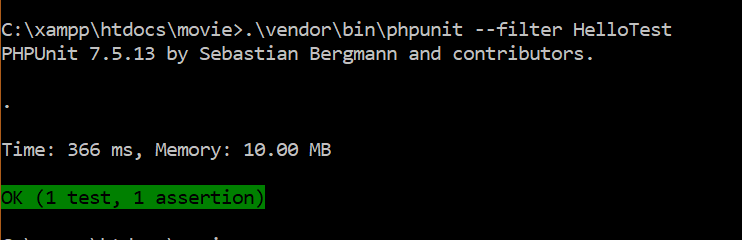 C:\xampp\htdocs\movie>.\vendor\bin\phpunit --filter HelloTest
PHPUnit 7.5.13 by Sebastian Bergmann and contributors.
.
Time: 366 ms, Memory: 10.00 MB
OK (1 test, 1 assertion)